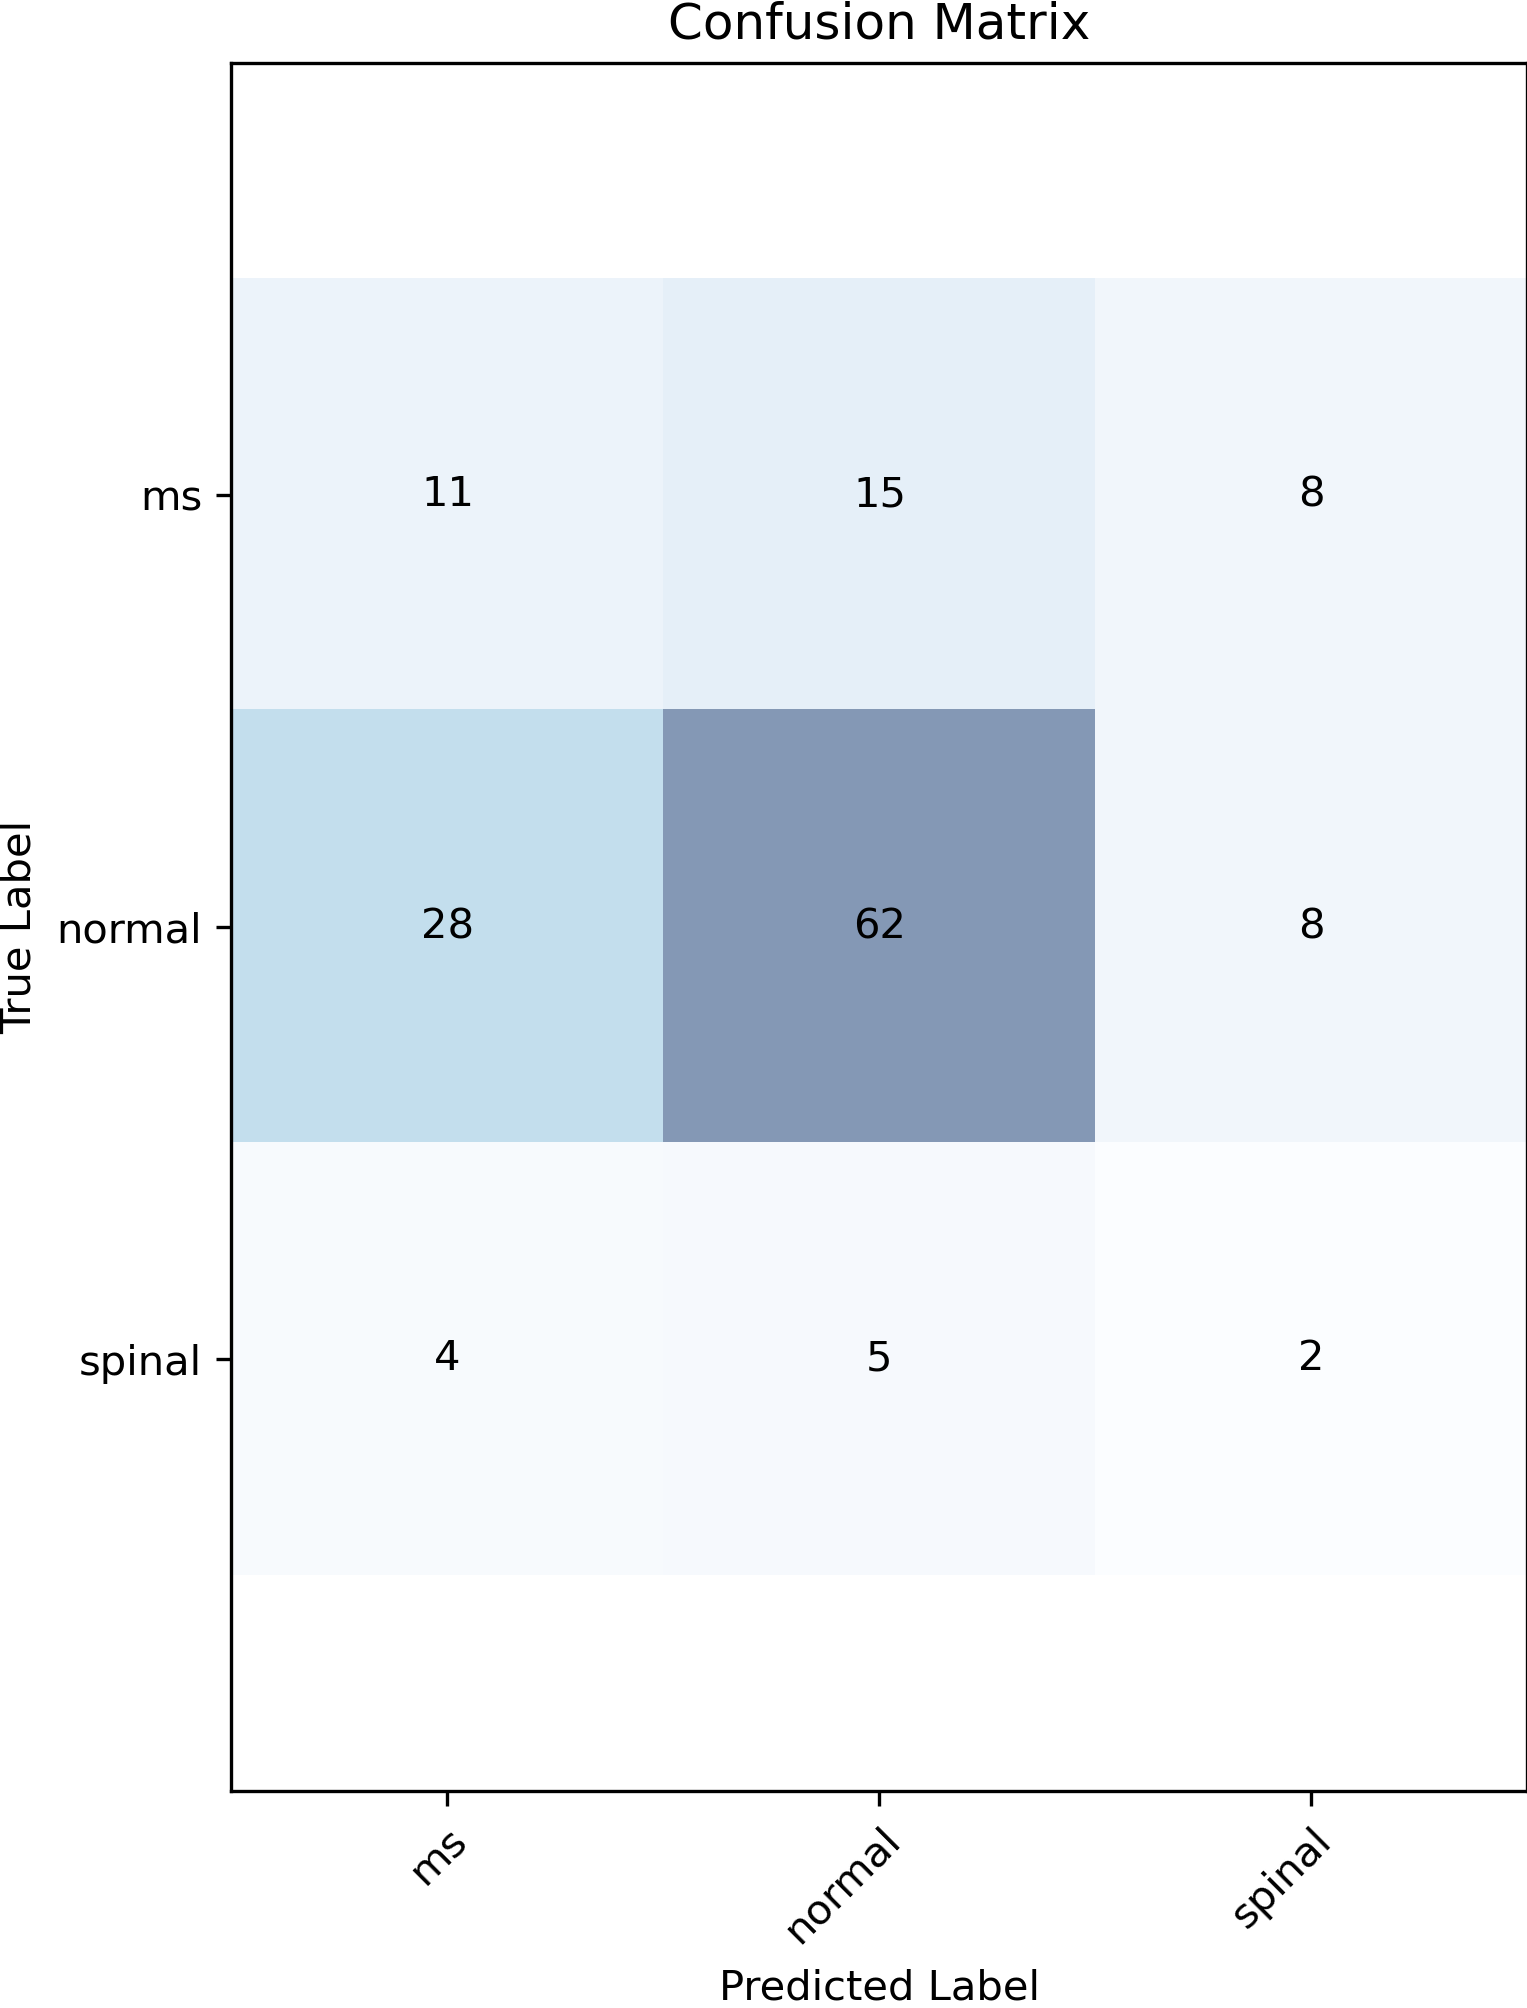 Confusion Matrix
ms 11 15 8
normal 28 62 8
spinal 4 5 2
True Label
ms normal spinal
Predicted Label